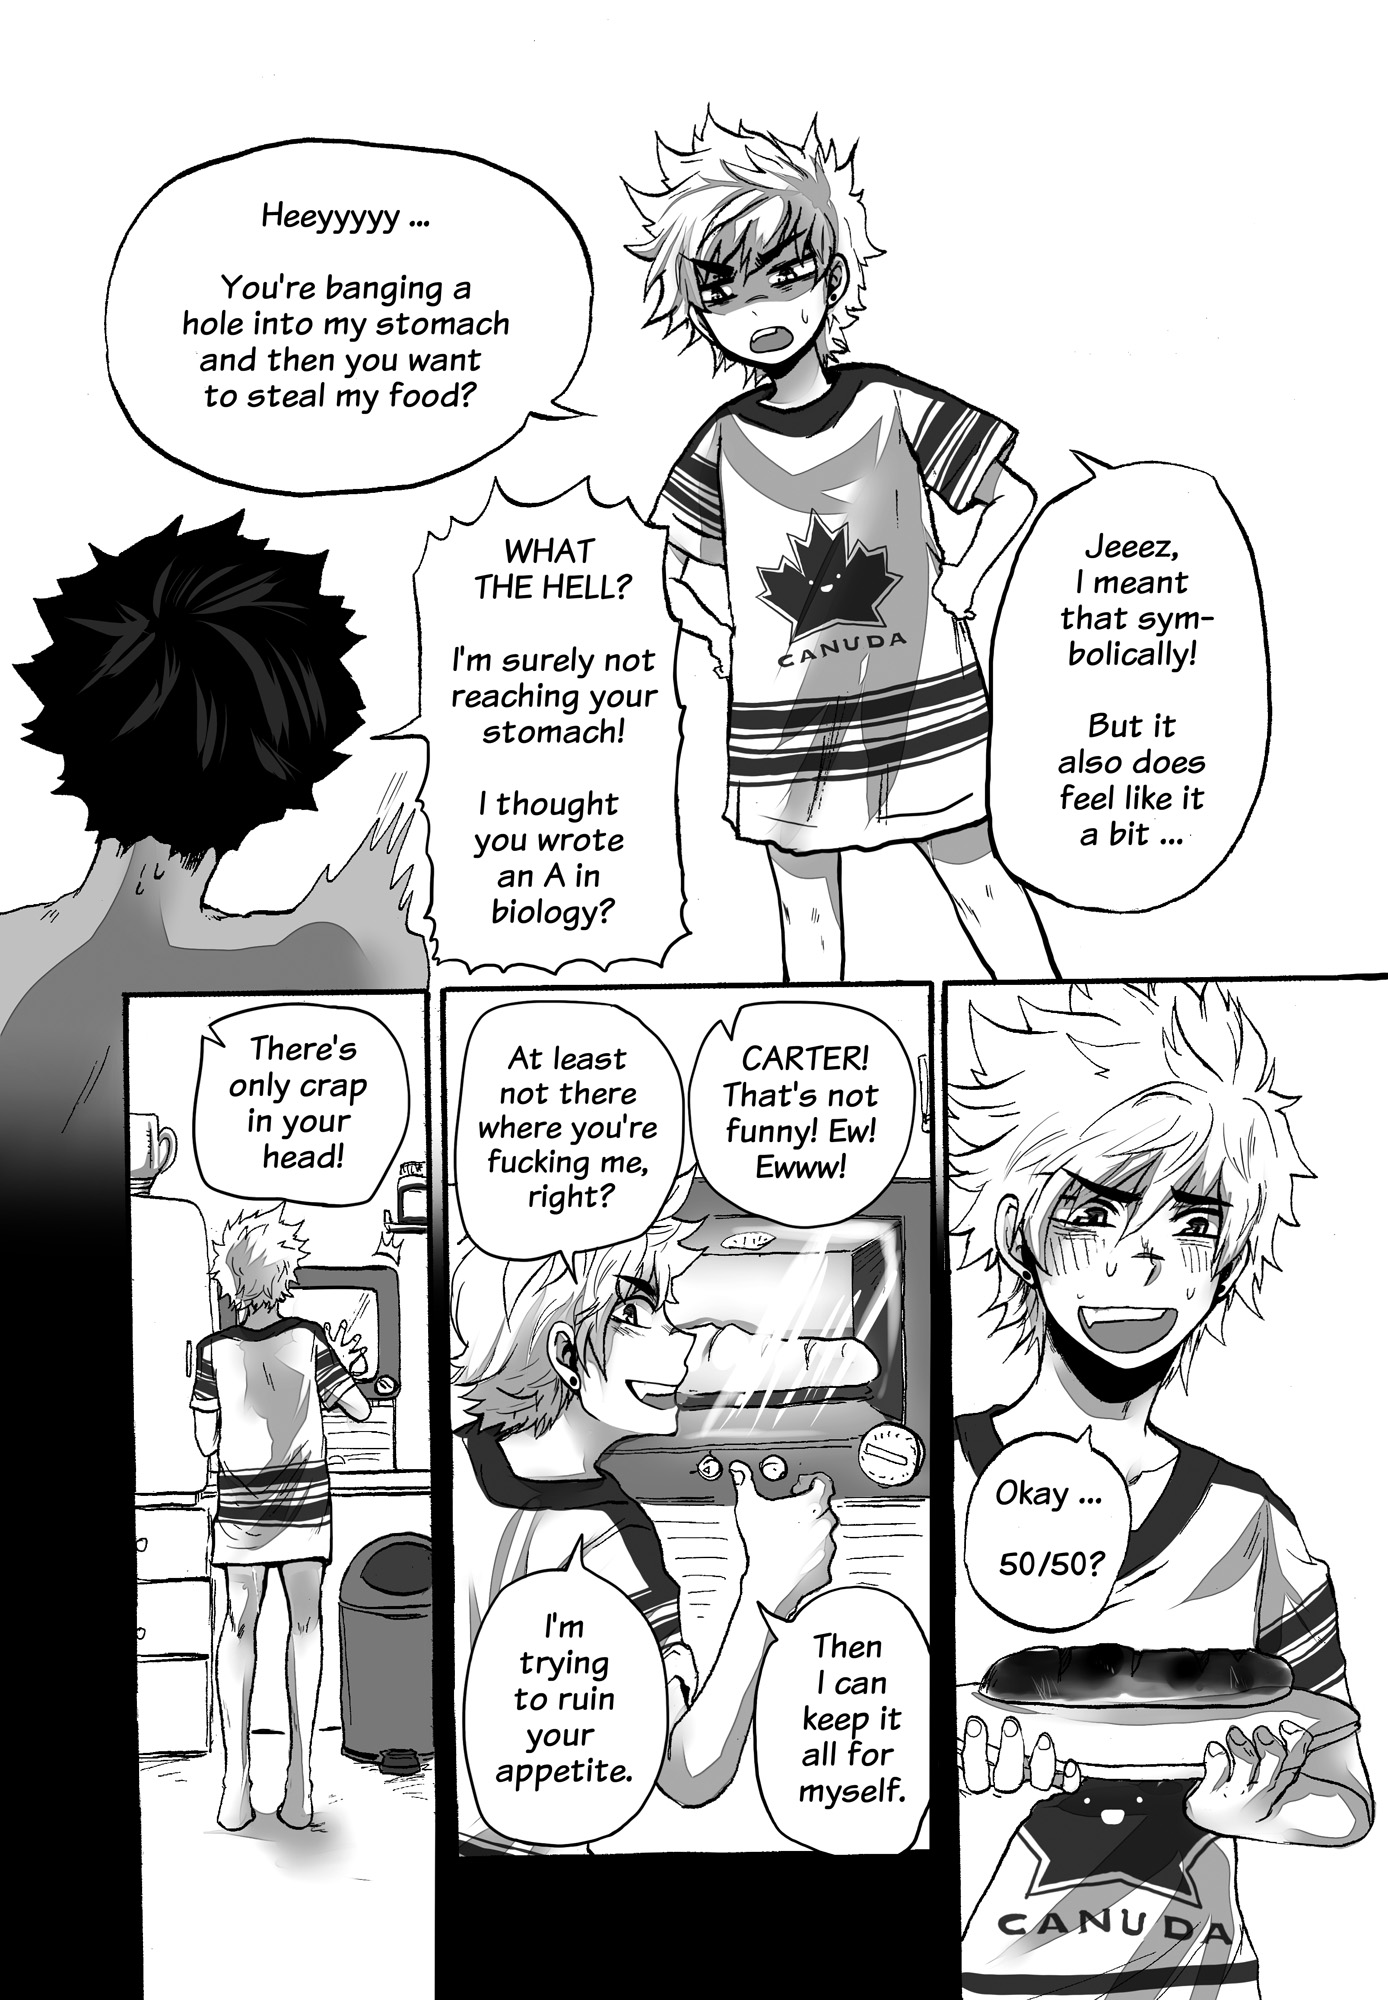 Heeyyyyy ...
You're banging a
hole into my stomach
and then you want
to steal my food?
WHAT
THE HELL?
I'm surely not
reaching your
stomach!
I thought
you wrote
an A in
biology?
Jeeez,
I meant
that sym-
bolically!
But it
also does
feel like it
a bit ...
CANUDA
There's
only crap
in your
head!
At least
not there
where you're
fucking me,
right?
CARTER!
That's not
funny! Ew!
Ewww!
I'm
trying
to ruin
your
appetite.
Then
I can
keep it
all for
myself.
Okay ...
50/50?
CANUDA